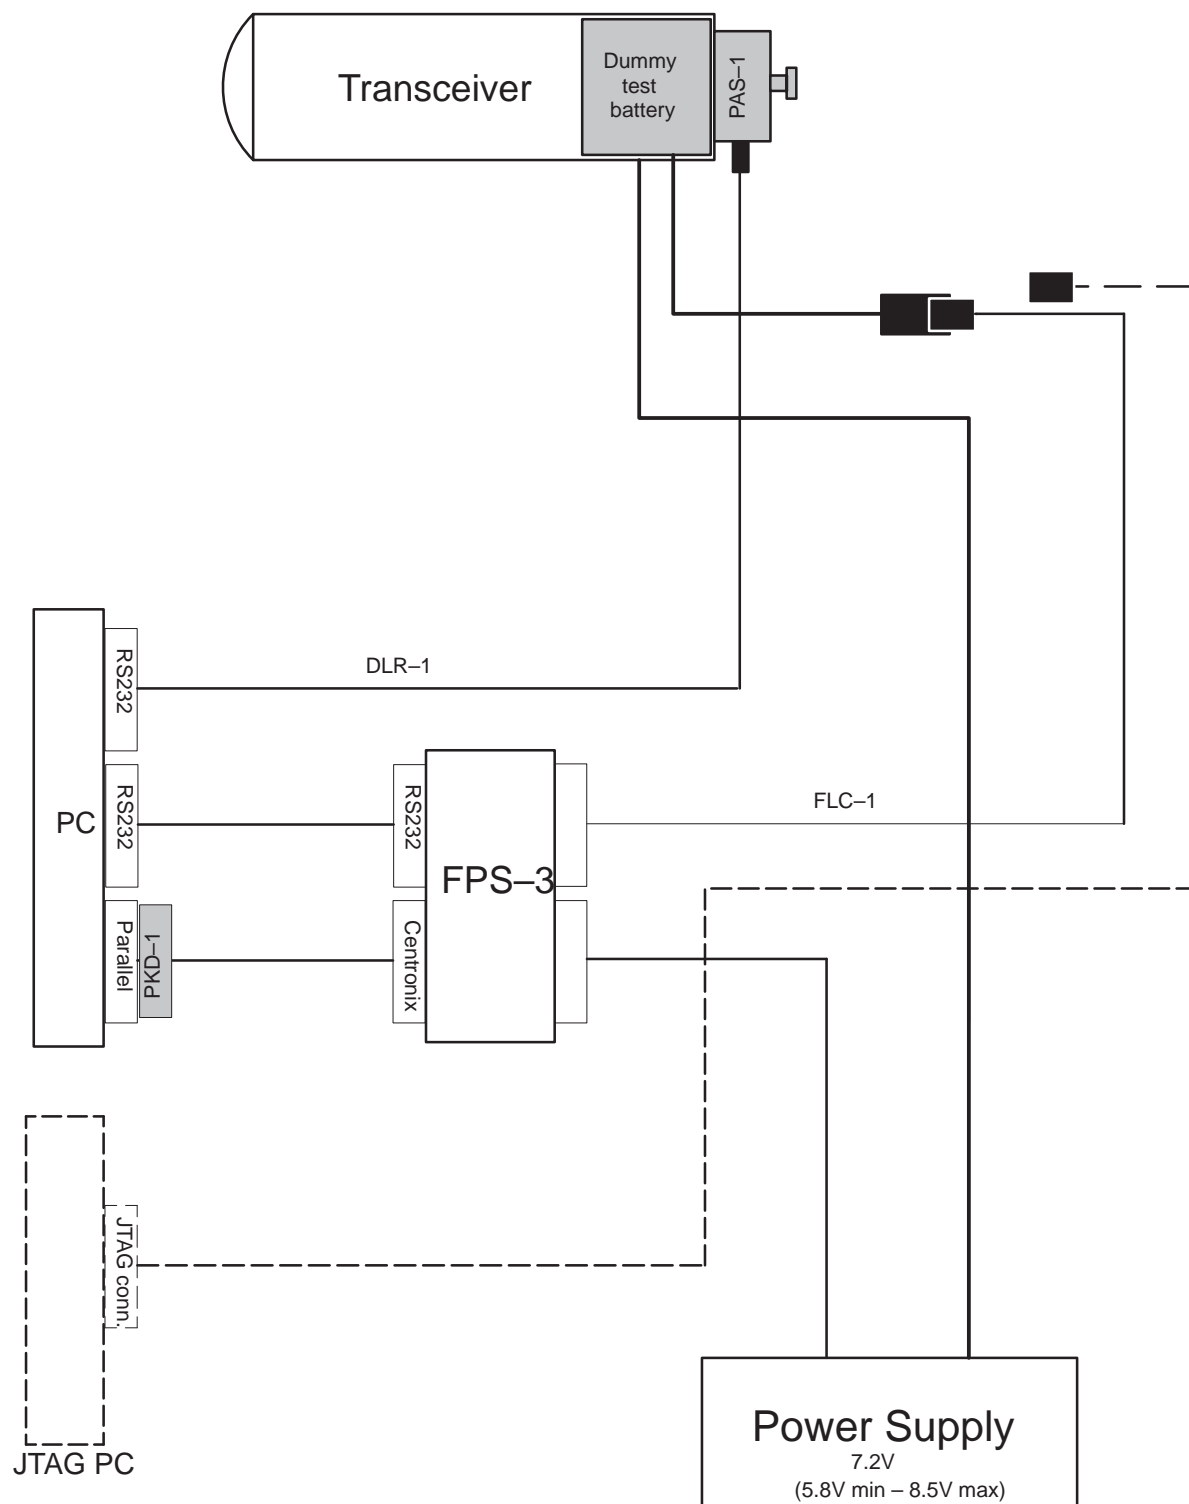 Transceiver
Dummy
test
battery
PAS–1
DLR–1
RS232
PC
RS232
RS232
FLC–1
FPS–3
Parallel
PKD–1
Centronix
JTAG conn.
JTAG PC
Power Supply
7.2V
(5.8V min – 8.5V max)